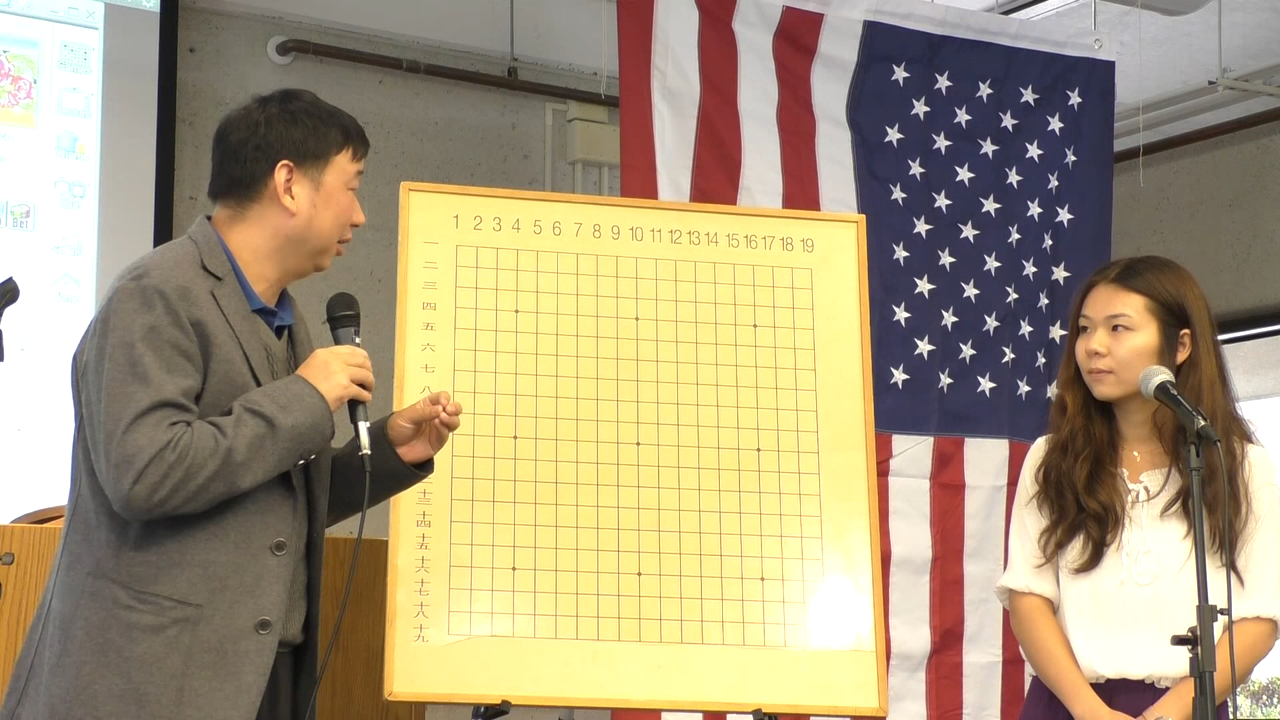 1 2 3 4 5 6 7 8 9 10 11 12 13 14 15 16 17 18 19
一
二
三
四
五
六
七
八
十三
十四
十五
十六
十七
十八
十九